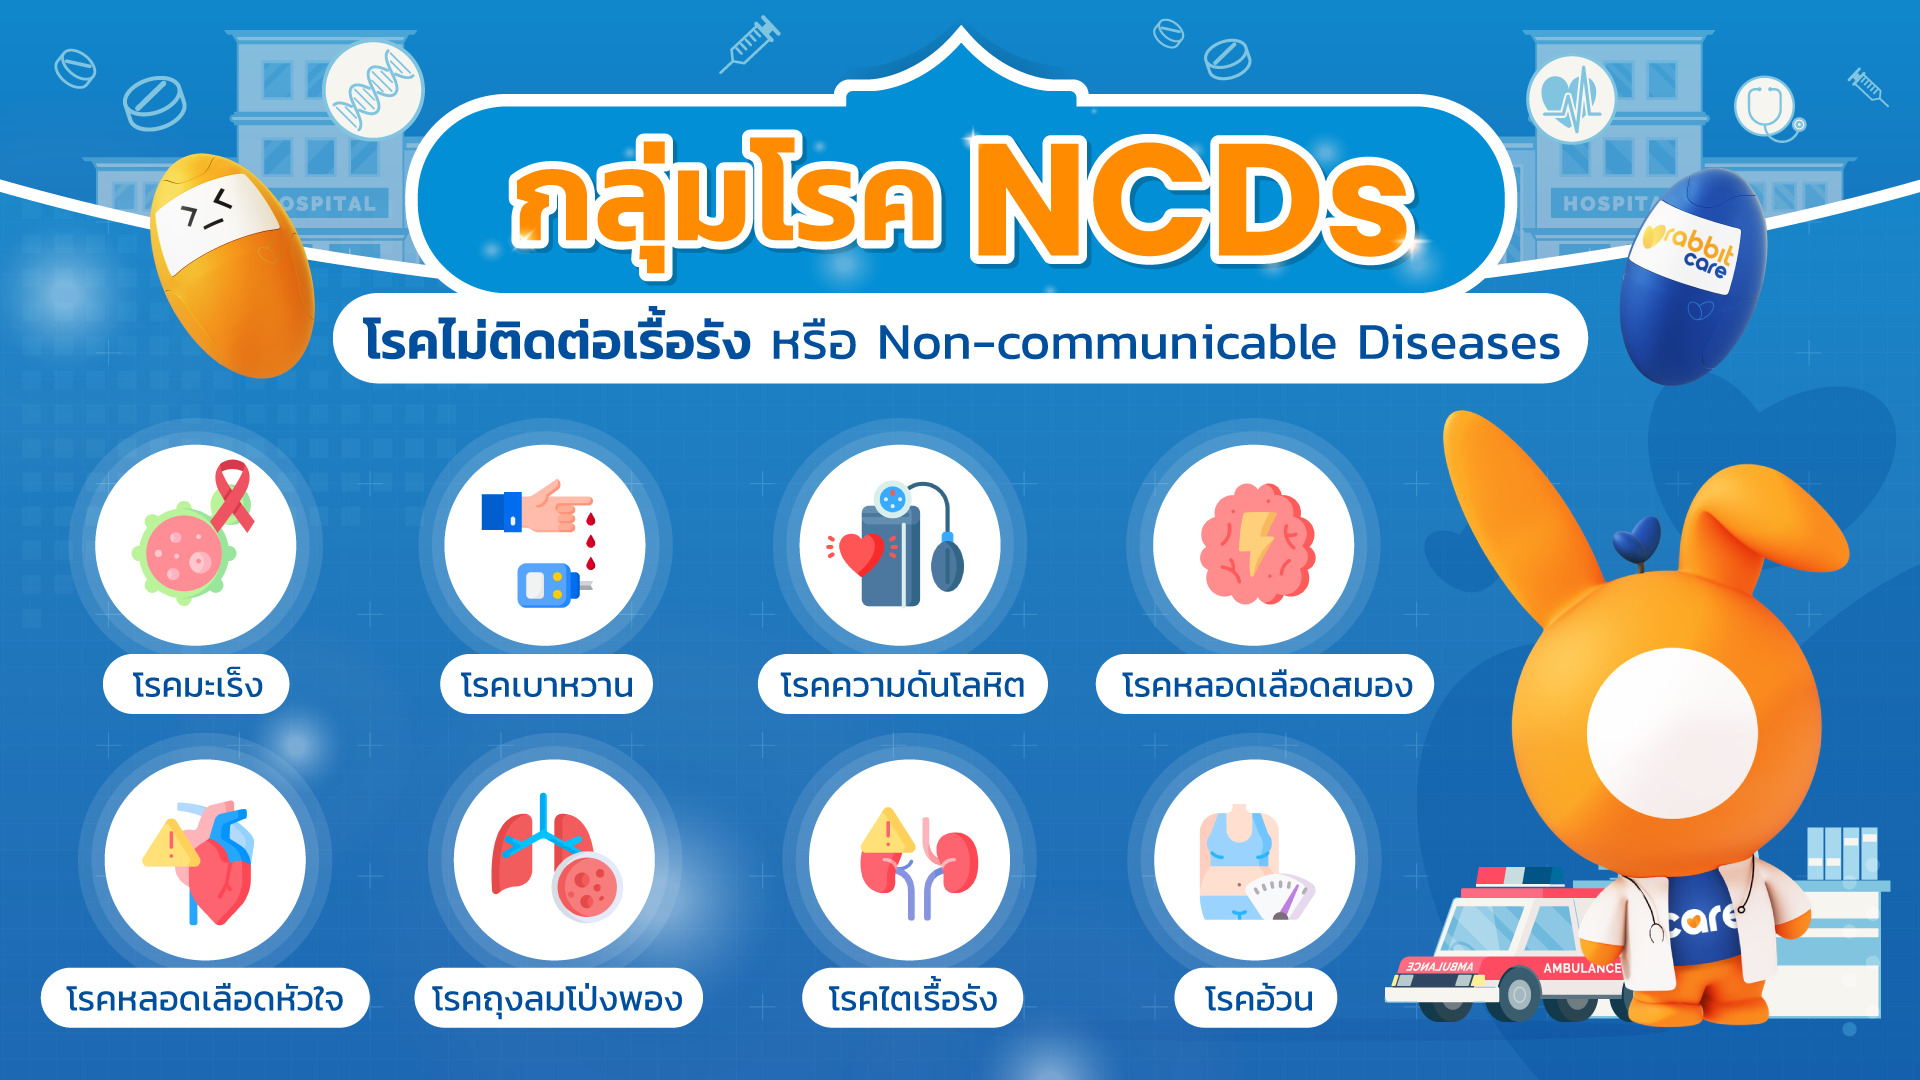 HOSPITAL
HOSPITA
กลุ่มโรค NCDs
rabbit
care
โรคไม่ติดต่อเรื้อรัง หรือ Non-communicable Diseases
โรคมะเร็ง
โรคเบาหวาน
โรคความดันโลหิต
โรคหลอดเลือดสมอง
โรคหลอดเลือดหัวใจ
โรคถุงลมโป่งพอง
โรคไตเรื้อรัง
โรคอ้วน
AMBULANCE
AMBULANCE
care